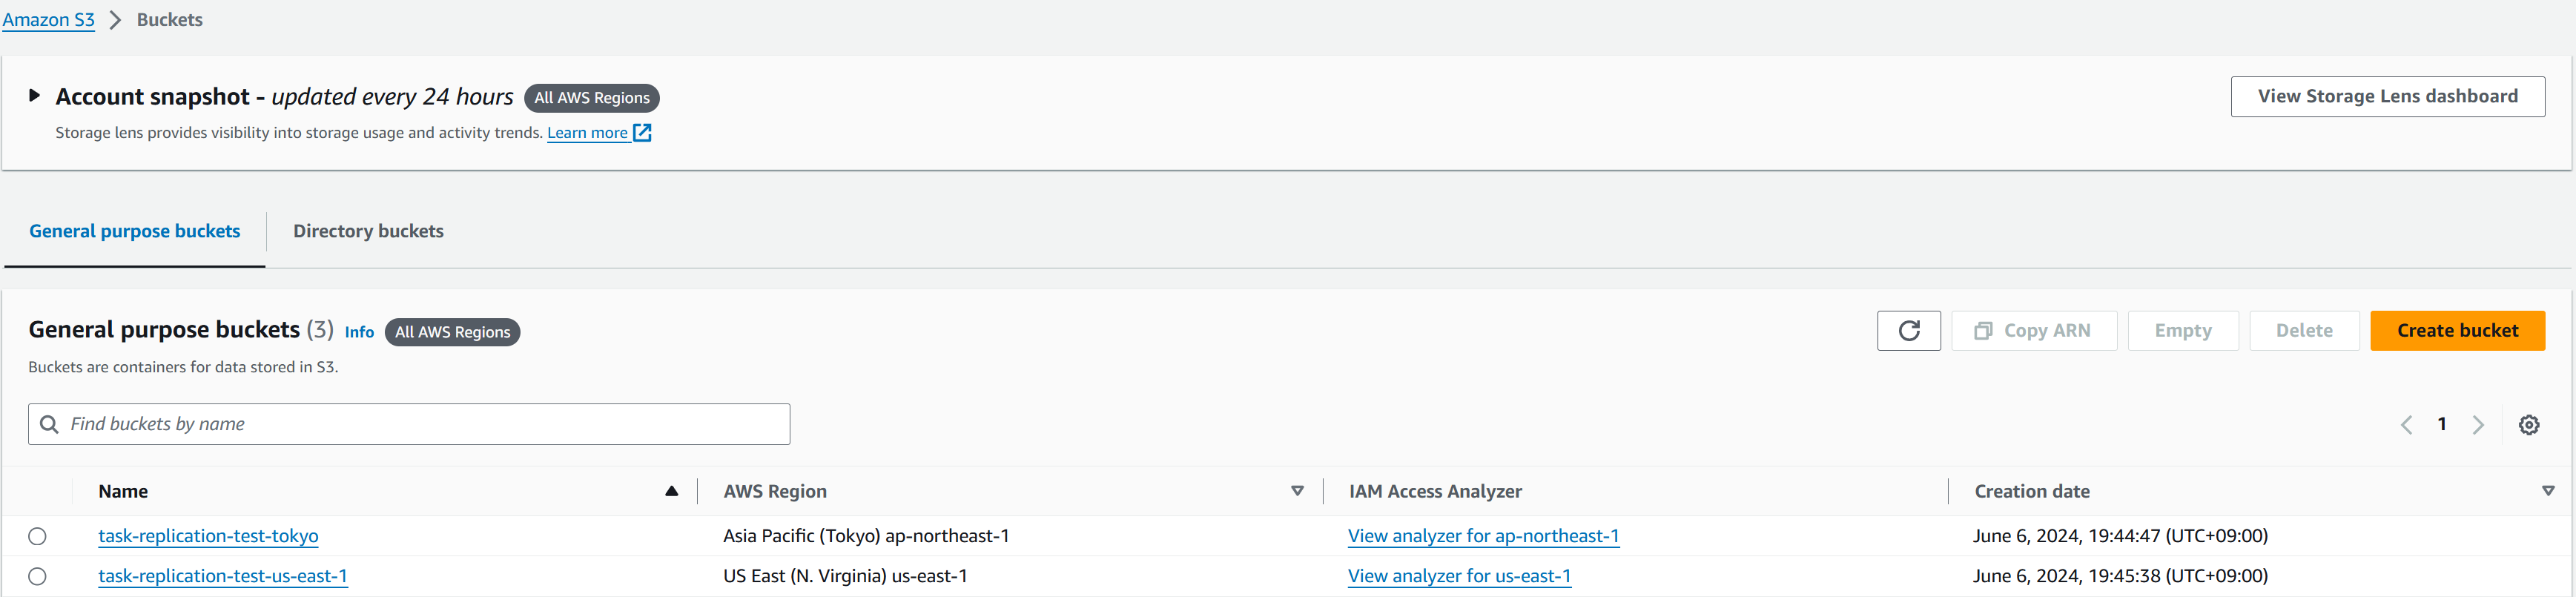 Amazon S3 > Buckets
Account snapshot - updated every 24 hours All AWS Regions
View Storage Lens dashboard
Storage lens provides visibility into storage usage and activity trends. Learn more
General purpose buckets Directory buckets
General purpose buckets (3) Info All AWS Regions
Copy ARN Empty Delete Create bucket
Buckets are containers for data stored in S3.
Find buckets by name
1
Name AWS Region IAM Access Analyzer Creation date
task-replication-test-tokyo Asia Pacific (Tokyo) ap-northeast-1 View analyzer for ap-northeast-1 June 6, 2024, 19:44:47 (UTC+09:00)
task-replication-test-us-east-1 US East (N. Virginia) us-east-1 View analyzer for us-east-1 June 6, 2024, 19:45:38 (UTC+09:00)